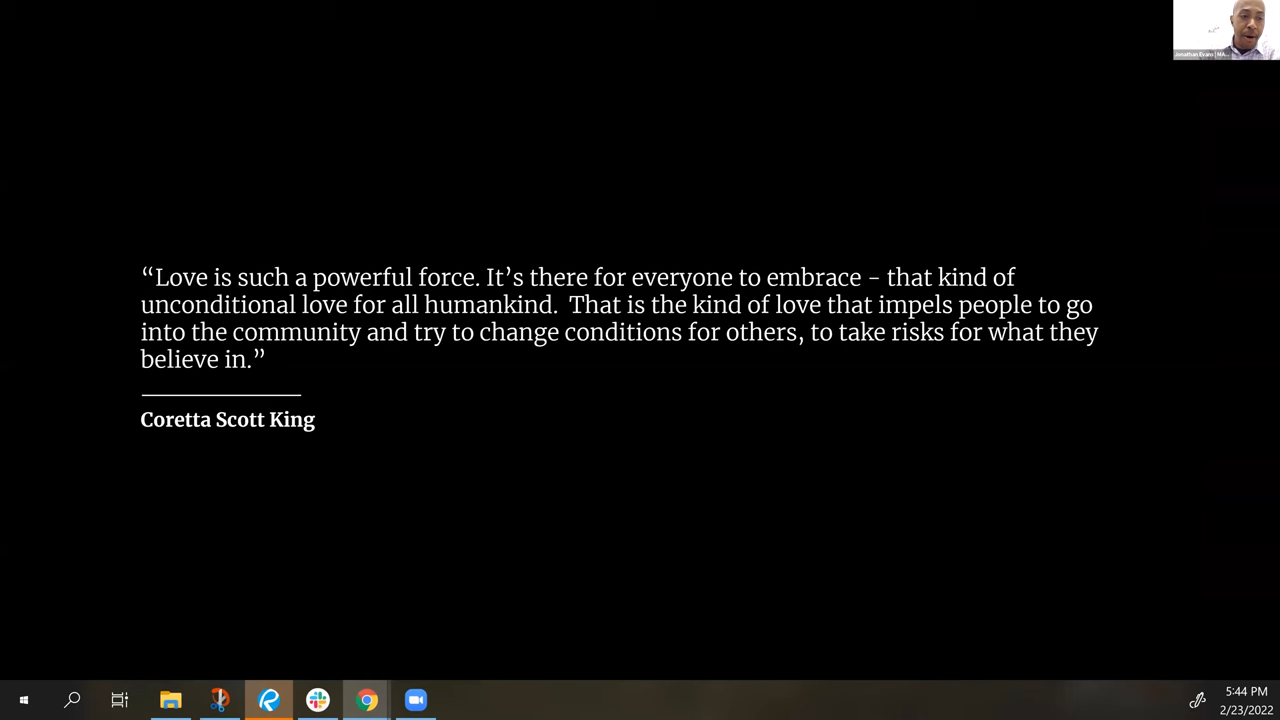 Jonathan Evans | MA...
“Love is such a powerful force. It’s there for everyone to embrace - that kind of
unconditional love for all humankind.  That is the kind of love that impels people to go
into the community and try to change conditions for others, to take risks for what they
believe in.”
Coretta Scott King
5:44 PM
2/23/2022